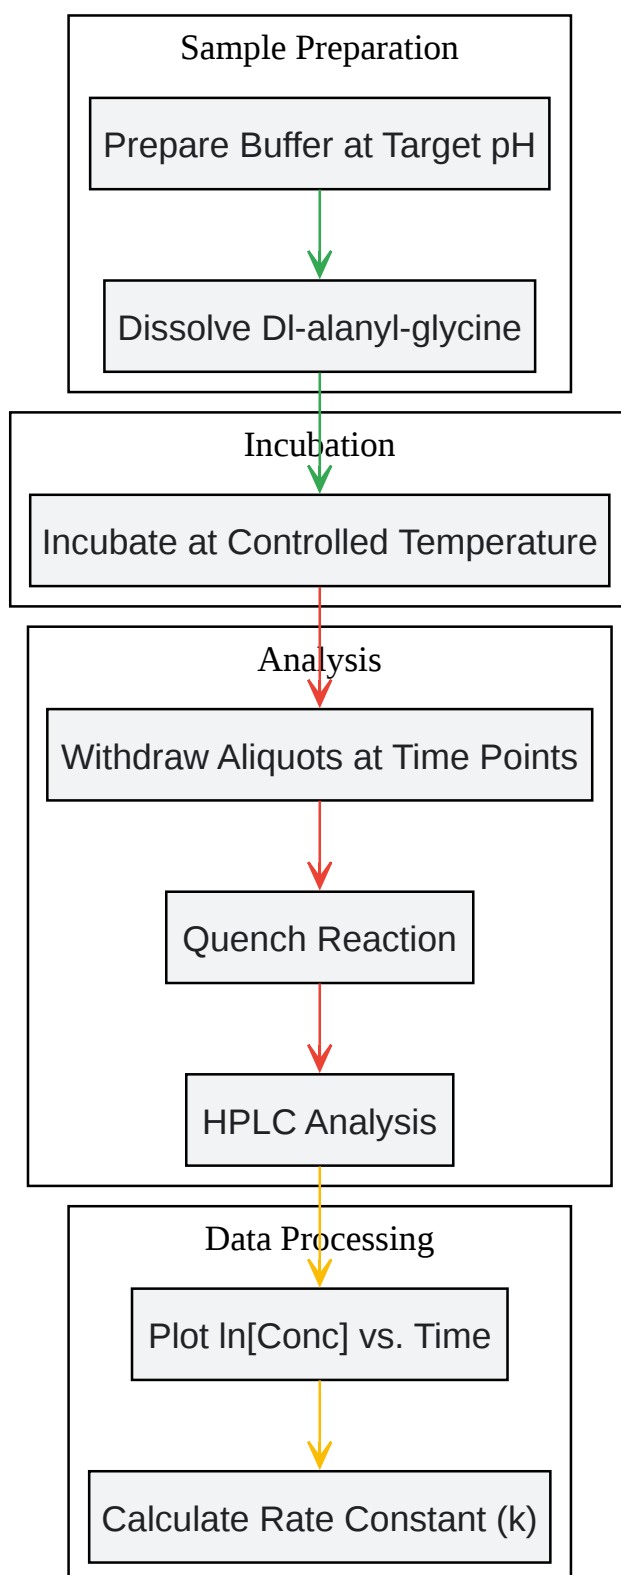 Sample Preparation
Prepare Buffer at Target pH
Dissolve Dl-alanyl-glycine
Incubation
Incubate at Controlled Temperature
Analysis
Withdraw Aliquots at Time Points
Quench Reaction
HPLC Analysis
Data Processing
Plot ln[Conc] vs. Time
Calculate Rate Constant (k)